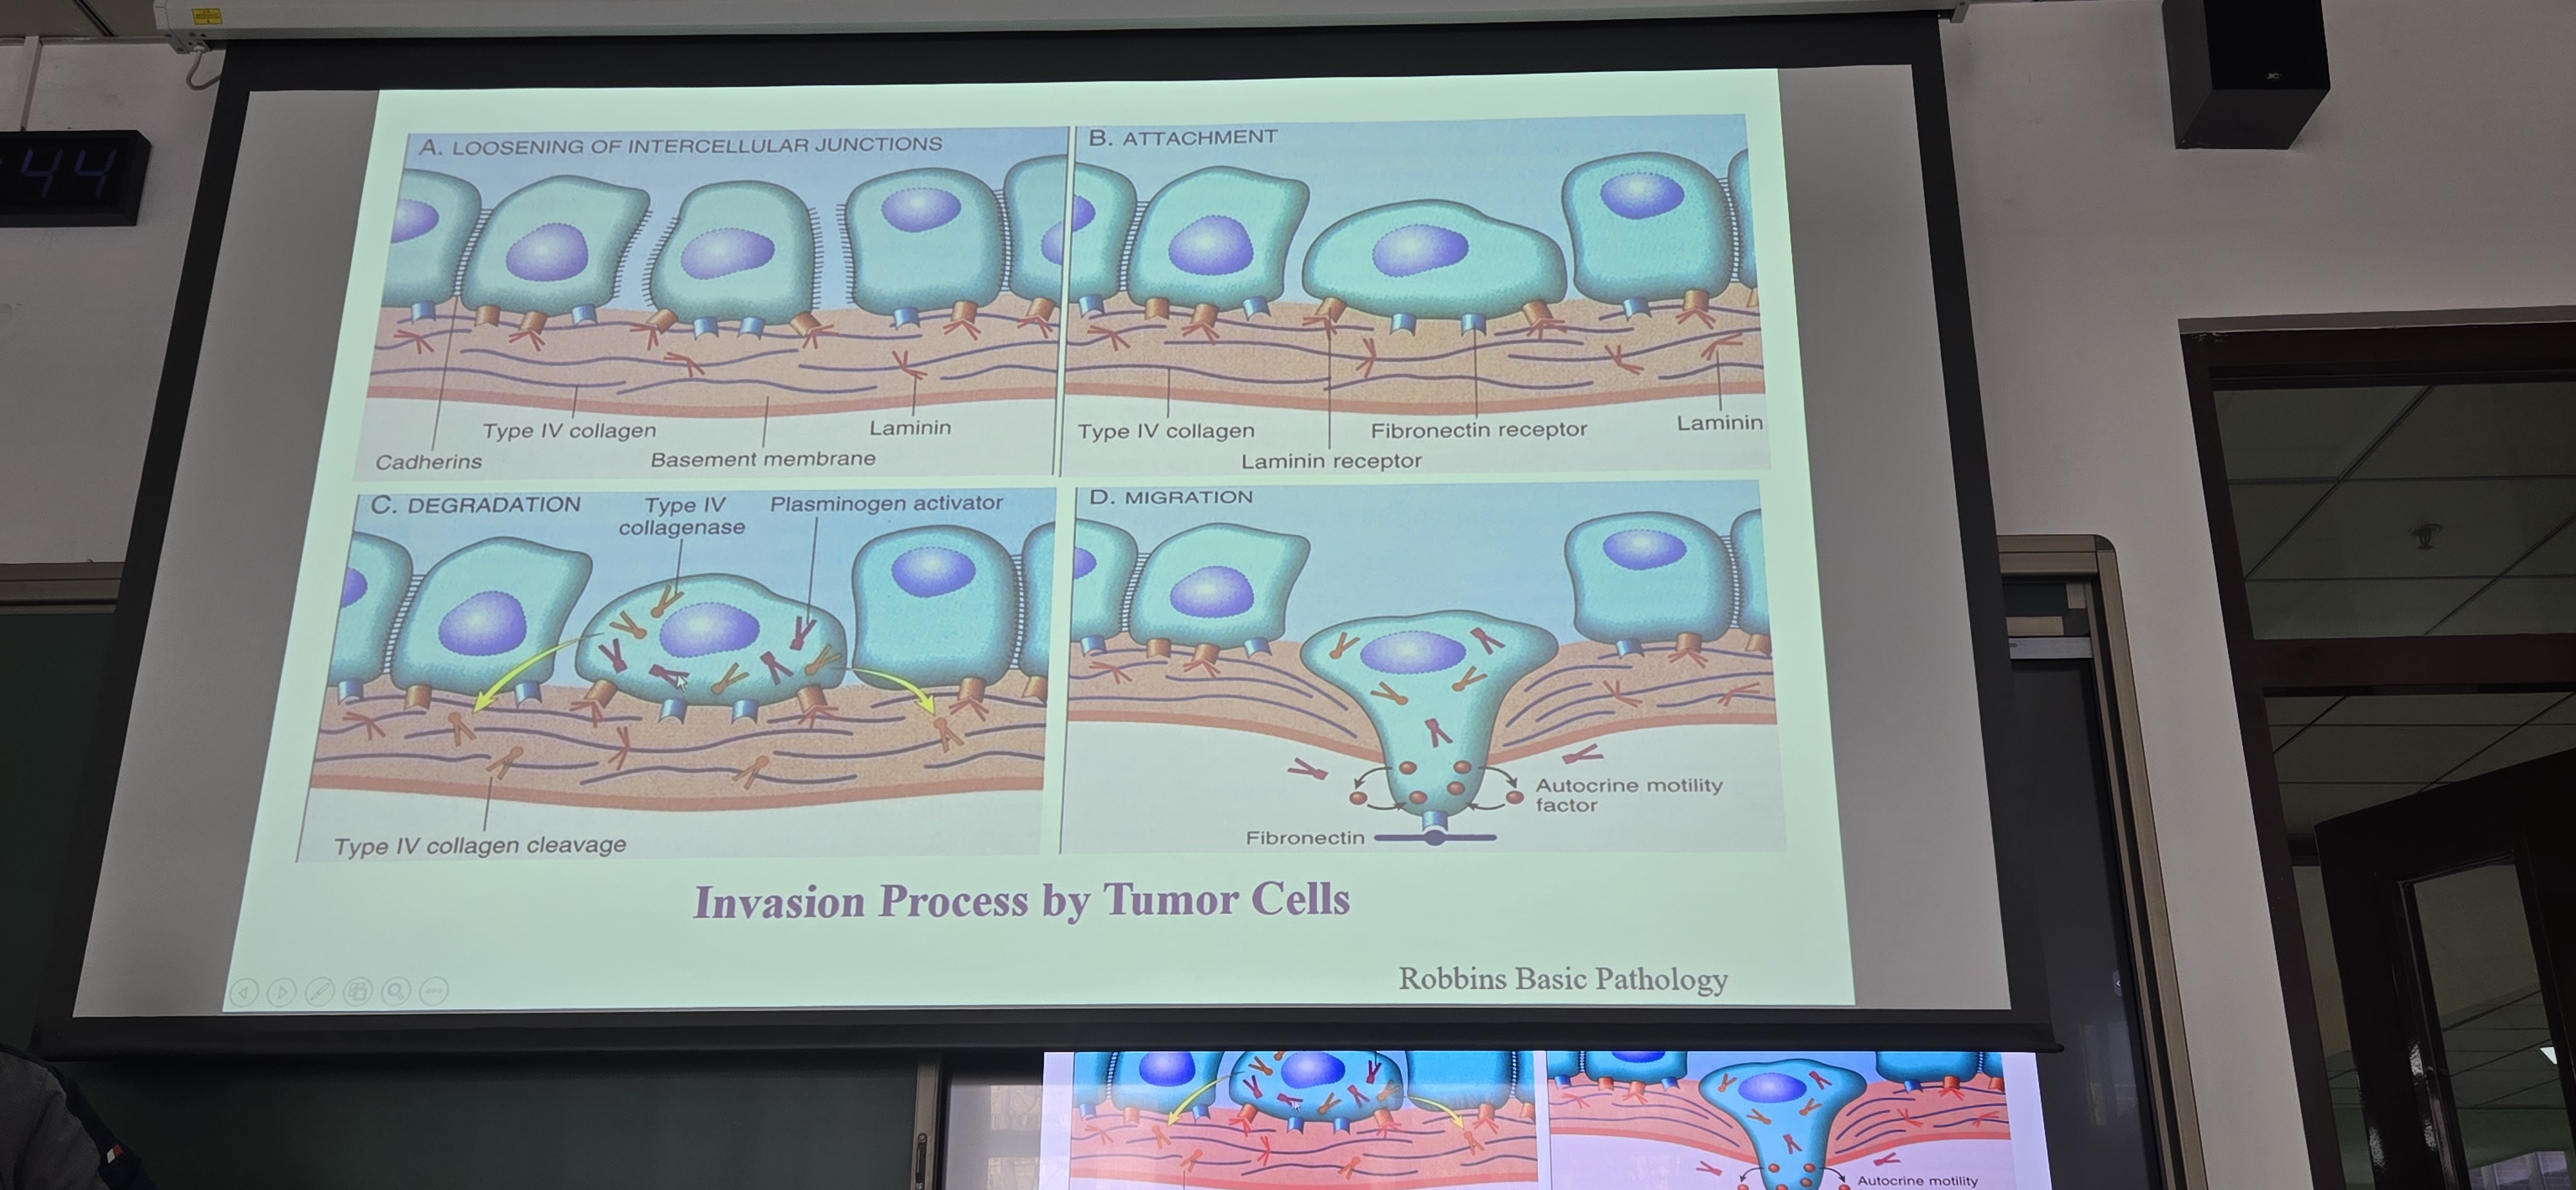 44
JIC
A. LOOSENING OF INTERCELLULAR JUNCTIONS
Type IV collagen
Laminin
Cadherins
Basement membrane
B. ATTACHMENT
Type IV collagen
Fibronectin receptor
Laminin
Laminin receptor
C. DEGRADATION
Type IV
collagenase
Plasminogen activator
Type IV collagen cleavage
D. MIGRATION
Autocrine motility
factor
Fibronectin
Invasion Process by Tumor Cells
Robbins Basic Pathology
Autocrine motility